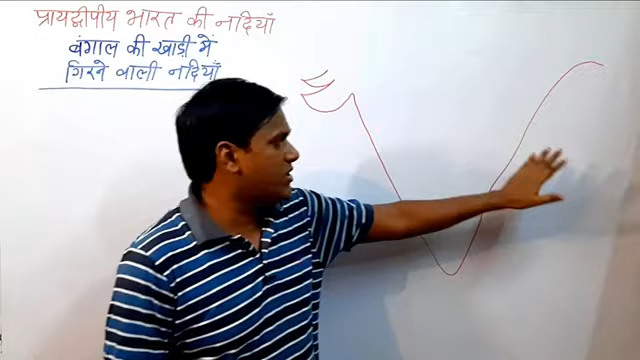 प्रायद्वीपीय भारत की नदियाँ
बंगाल की खाड़ी में
गिरने वाली नदियाँ